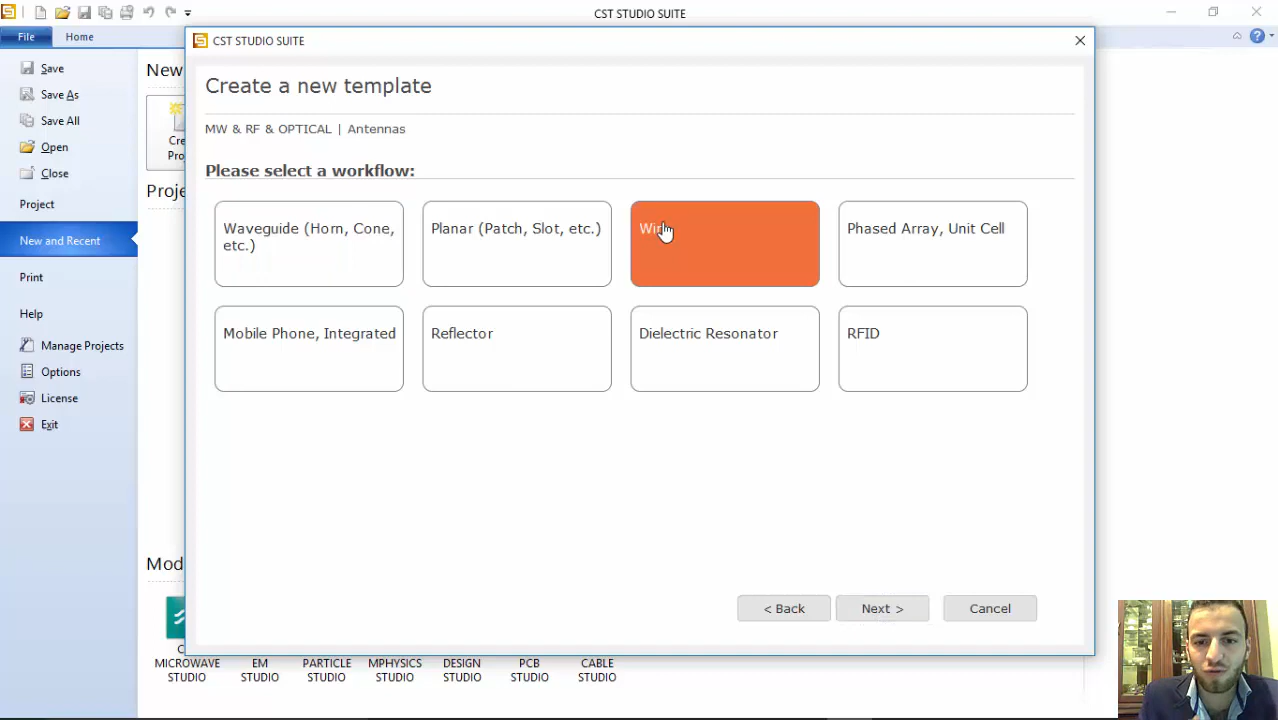 CST STUDIO SUITE
File
Home
Save
Save As
Save All
Open
Close
Project
New and Recent
Print
Help
Manage Projects
Options
License
Exit
New
CST STUDIO SUITE
Create a new template
MW & RF & OPTICAL | Antennas
Please select a workflow:
Waveguide (Horn, Cone,
etc.)
Planar (Patch, Slot, etc.)
Phased Array, Unit Cell
Mobile Phone, Integrated
Reflector
Dielectric Resonator
RFID
< Back
Next >
Cancel
MICROWAVE
STUDIO
EM
STUDIO
PARTICLE
STUDIO
MPHYSICS
STUDIO
DESIGN
STUDIO
PCB
STUDIO
CABLE
STUDIO